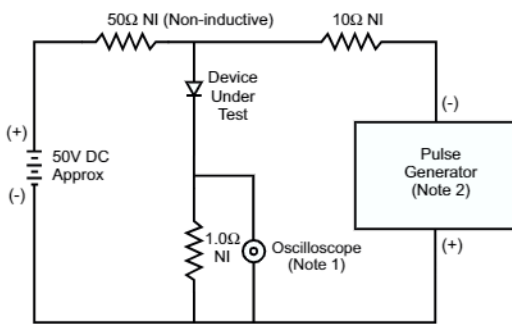 50Ω NI (Non-inductive)
10Ω NI
Device
Under
Test
(+)
50V DC
Approx
(-)
(-)
Pulse
Generator
(Note 2)
(+)
1.0Ω
NI
Oscilloscope
(Note 1)